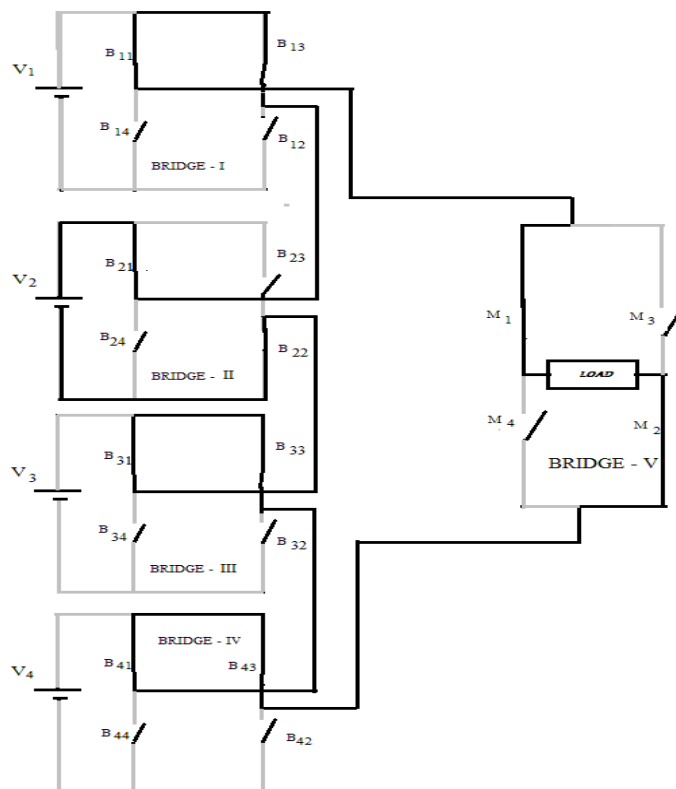 V1
B11
B13
B14
B12
BRIDGE - I
V2
B21
B23
B24
B22
BRIDGE - II
V3
B31
B33
B34
B32
BRIDGE - III
V4
BRIDGE - IV
B41
B43
B44
B42
M1
M3
LOAD
M4
M2
BRIDGE - V